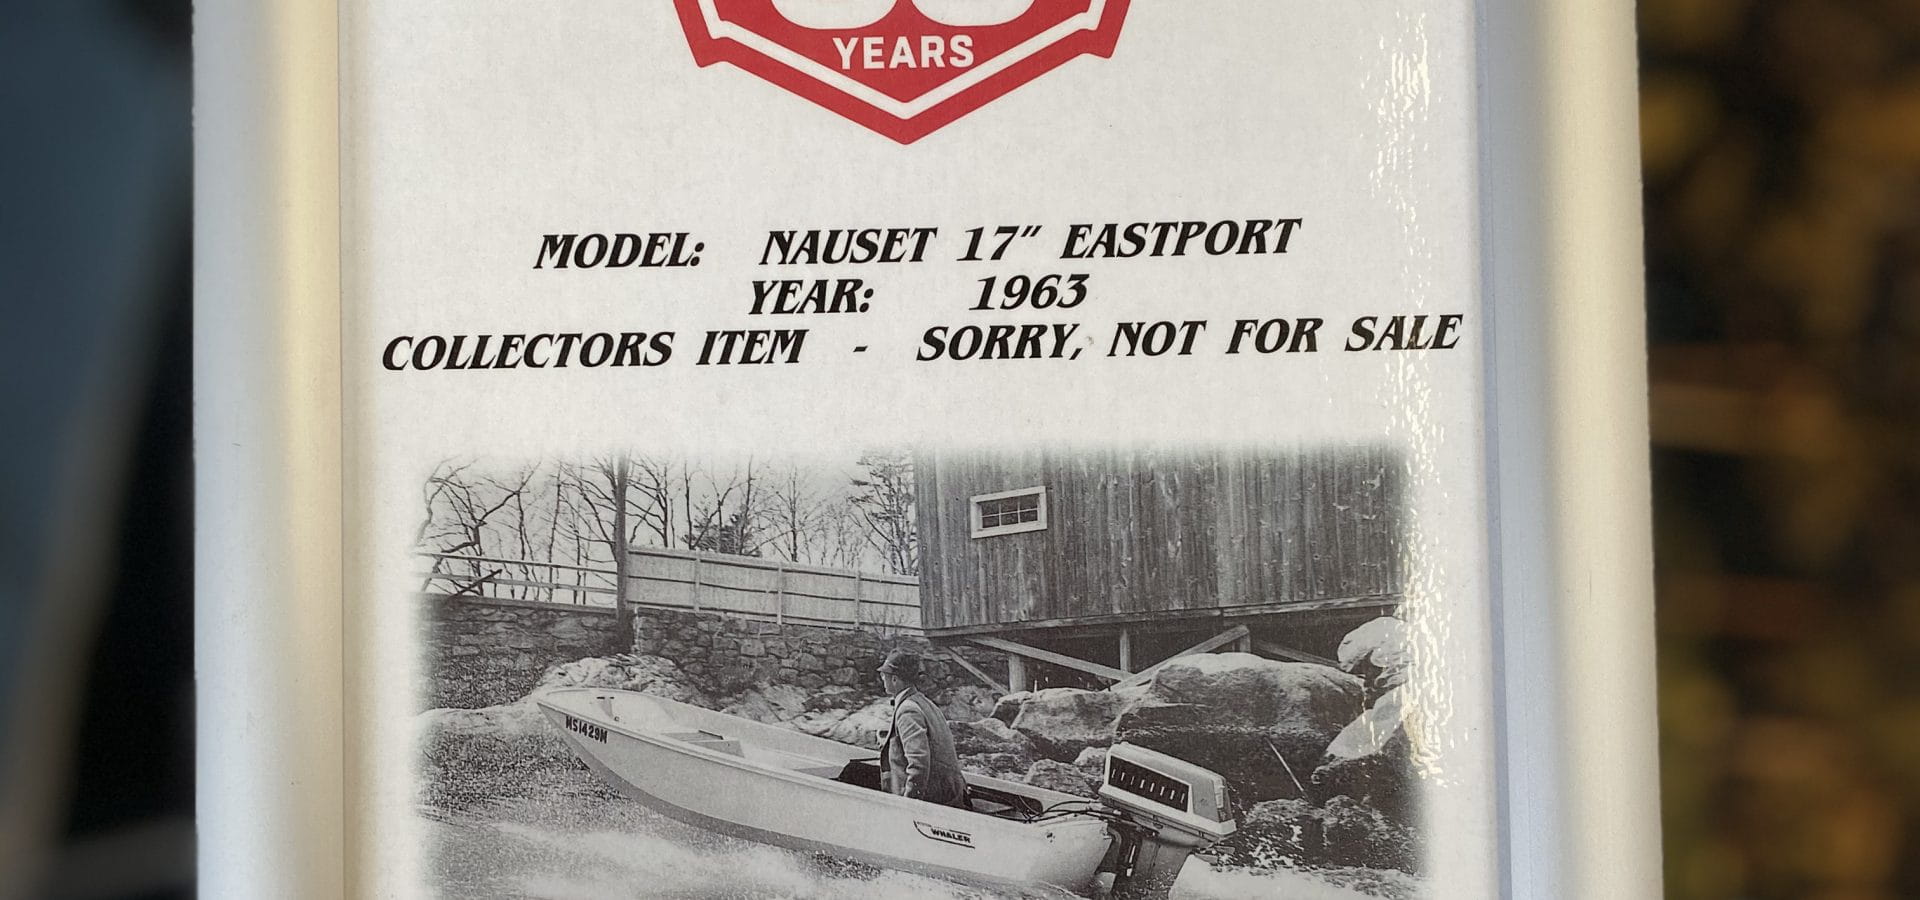 YEARS
MODEL: NAUSET 17" EASTPORT
YEAR: 1963
COLLECTORS ITEM - SORRY, NOT FOR SALE
MS1429M
WHALER